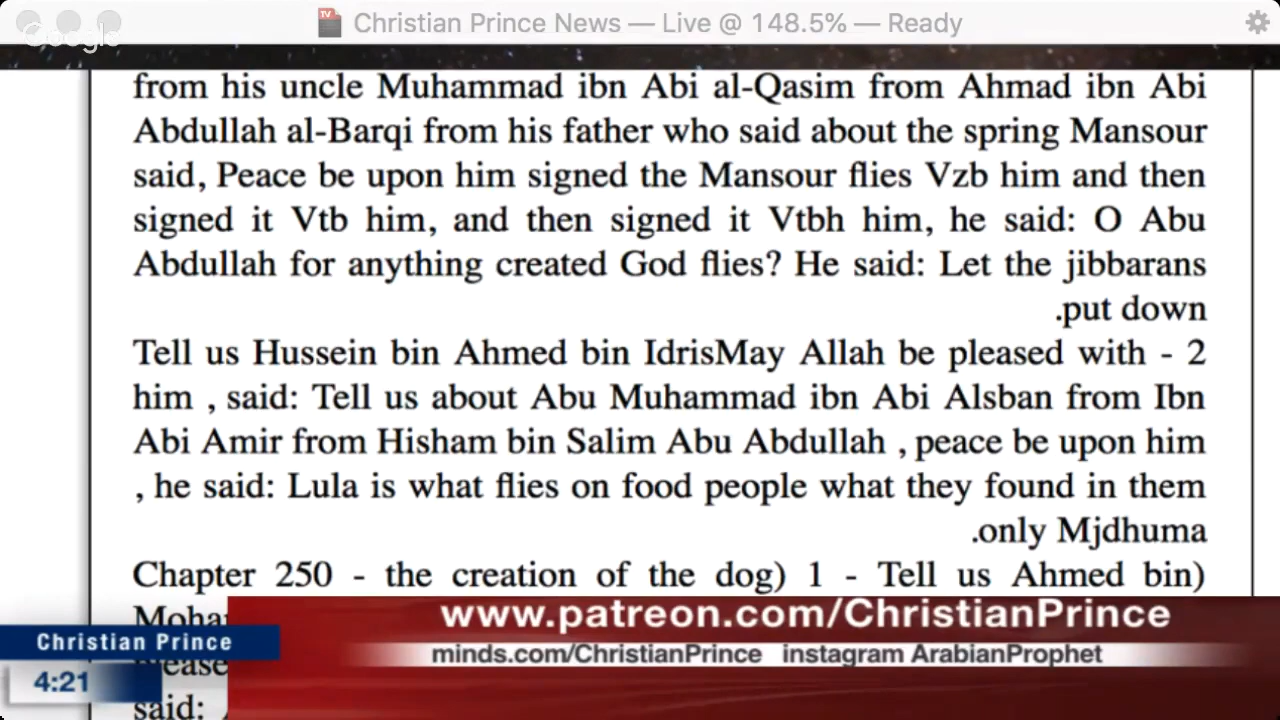 Google
TV
Christian Prince News — Live @ 148.5% — Ready
from his uncle Muhammad ibn Abi al-Qasim from Ahmad ibn Abi
Abdullah al-Barqi from his father who said about the spring Mansour
said, Peace be upon him signed the Mansour flies Vzb him and then
signed it Vtb him, and then signed it Vtbh him, he said: O Abu
Abdullah for anything created God flies? He said: Let the jibbarans
.put down
Tell us Hussein bin Ahmed bin IdrisMay Allah be pleased with - 2
him , said: Tell us about Abu Muhammad ibn Abi Alsban from Ibn
Abi Amir from Hisham bin Salim Abu Abdullah , peace be upon him
, he said: Lula is what flies on food people what they found in them
.only Mjdhuma
Chapter 250 - the creation of the dog) 1 - Tell us Ahmed bin)
Moha
please
said:
www.patreon.com/ChristianPrince
Christian Prince
minds.com/ChristianPrince instagram ArabianProphet
4:21